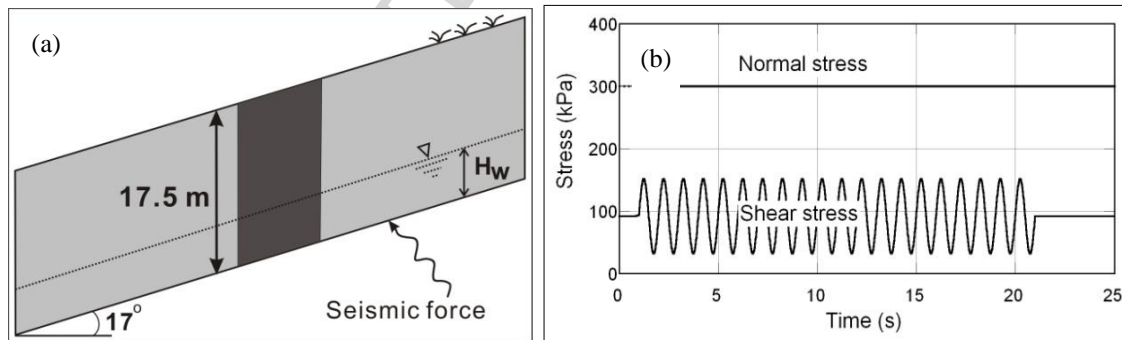 (a)
17.5 m
H_W
17°
Seismic force
(b)
Stress (kPa)
400
300
200
100
0
Normal stress
Shear stress
0 5 10 15 20 25
Time (s)